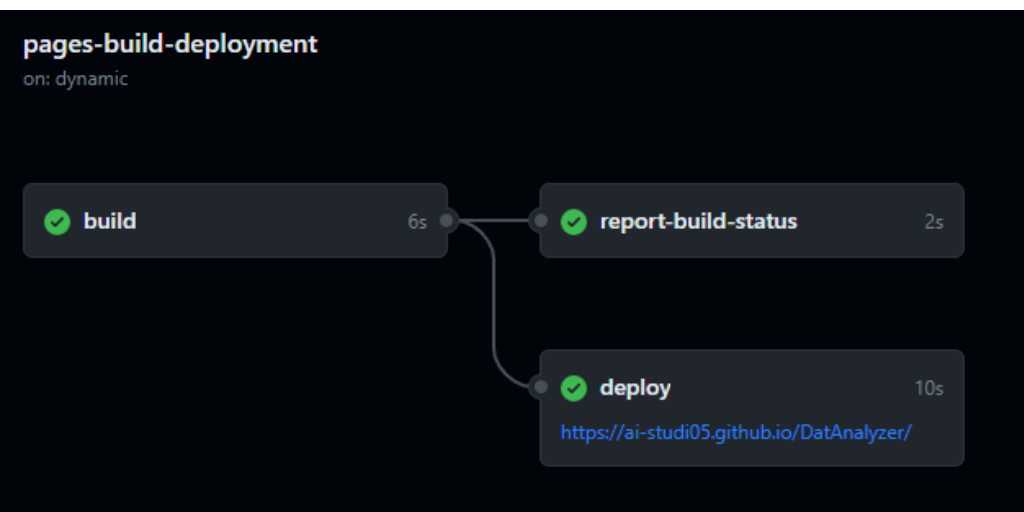 pages-build-deployment
on: dynamic
build 6s
report-build-status 2s
deploy 10s
https://ai-studi05.github.io/DatAnalyzer/